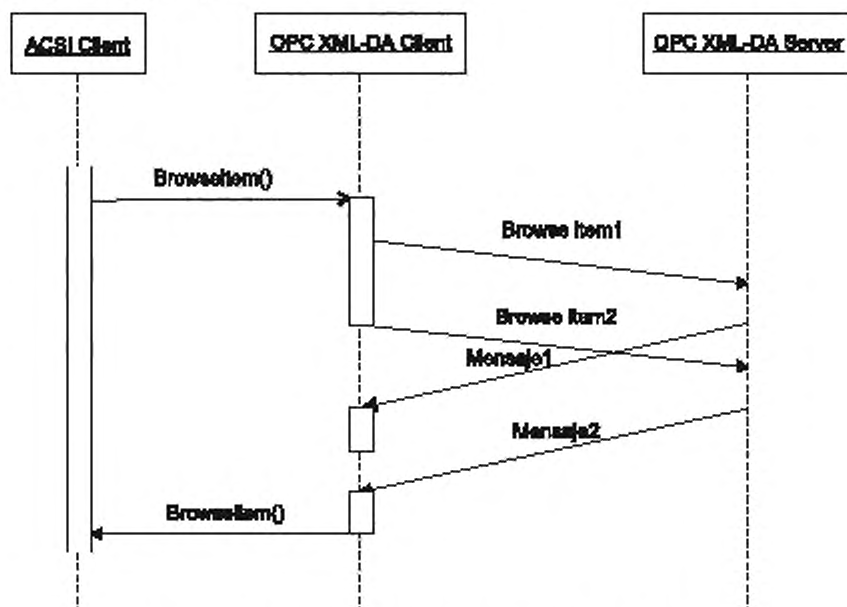 ACSI Client
OPC XML-DA Client
OPC XML-DA Server
BrowseItem()
Browse Item1
Browse Item2
Mensaje1
Mensaje2
BrowseItem()